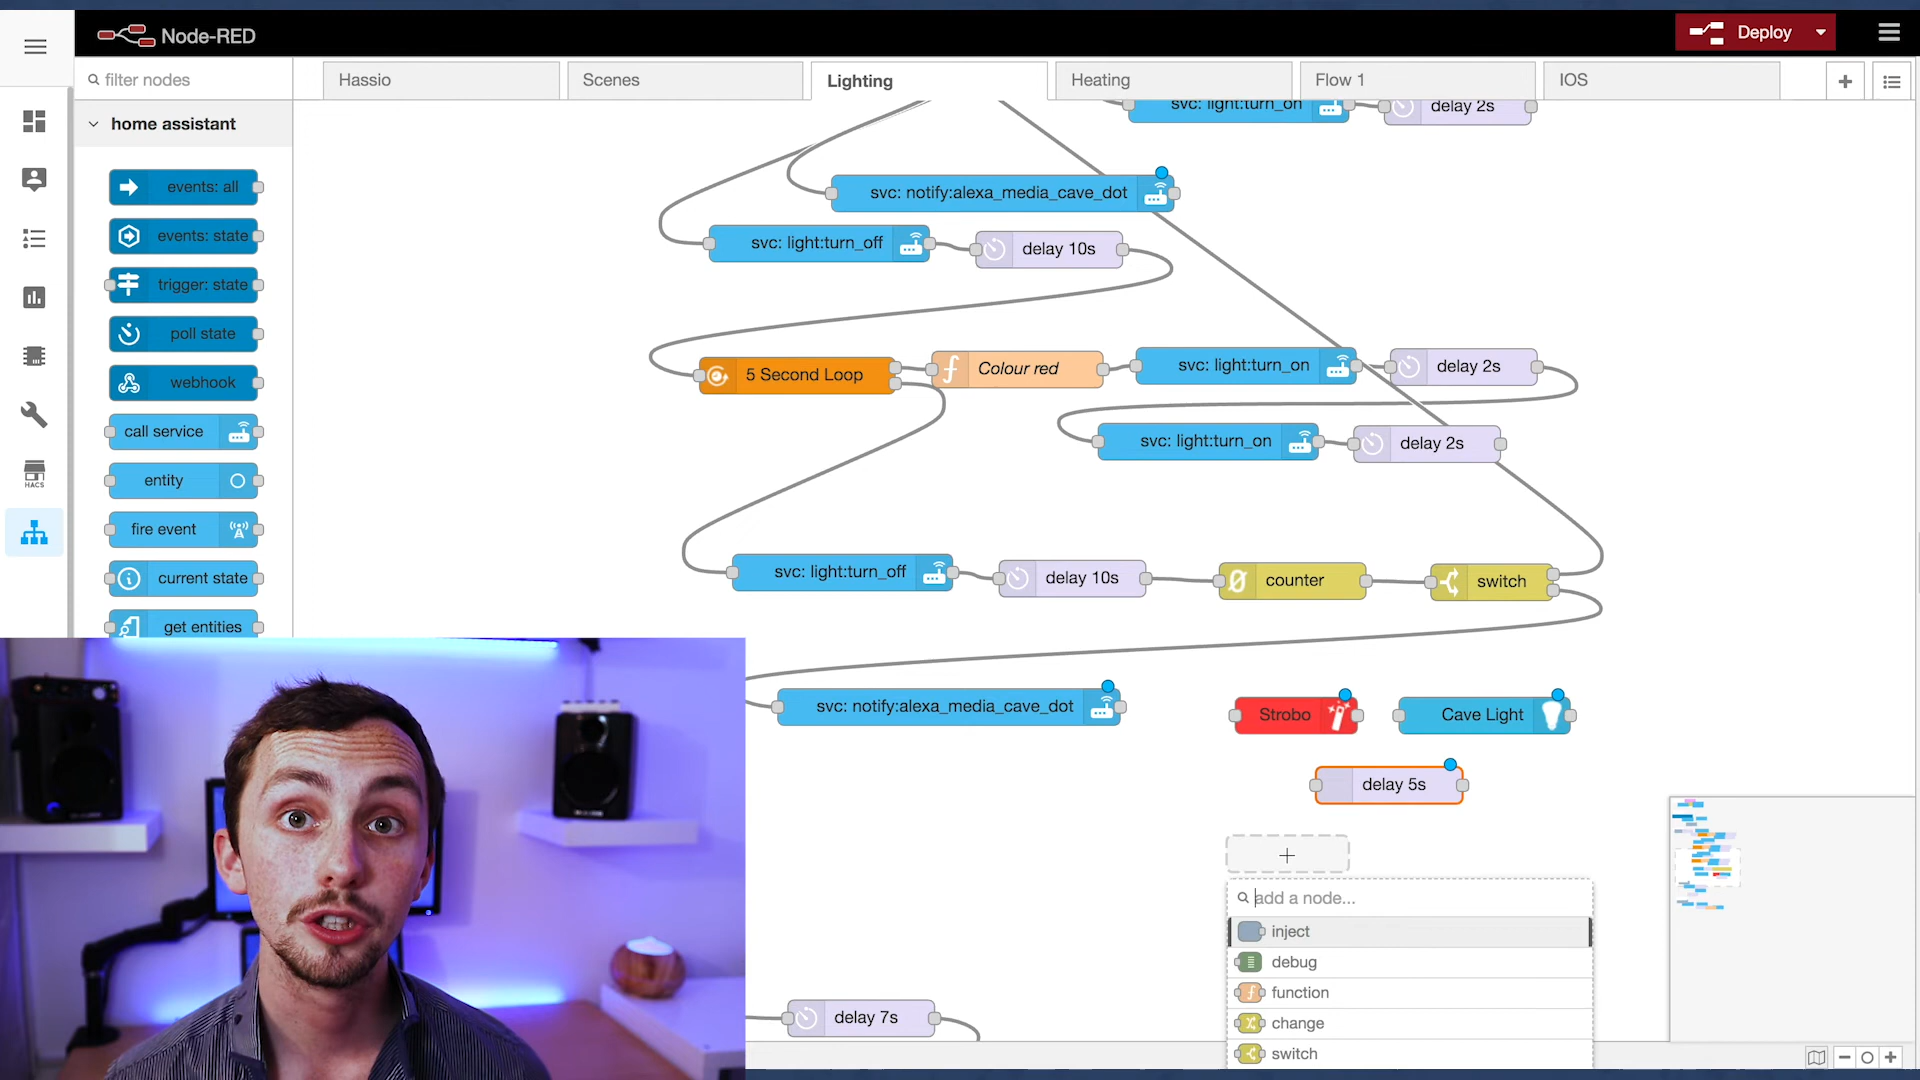 Node-RED
Deploy
filter nodes
Hassio
Scenes
Lighting
Heating
Flow 1
IOS
home assistant
svc: light:turn_on
delay 2s
events: all
svc: notify:alexa_media_cave_dot
events: state
svc: light:turn_off
delay 10s
trigger: state
poll state
5 Second Loop
Colour red
svc: light:turn_on
delay 2s
webhook
call service
svc: light:turn_on
delay 2s
HACS
entity
fire event
current state
svc: light:turn_off
delay 10s
counter
switch
get entities
svc: notify:alexa_media_cave_dot
Strobo
Cave Light
delay 5s
add a node...
inject
debug
function
change
switch
delay 7s